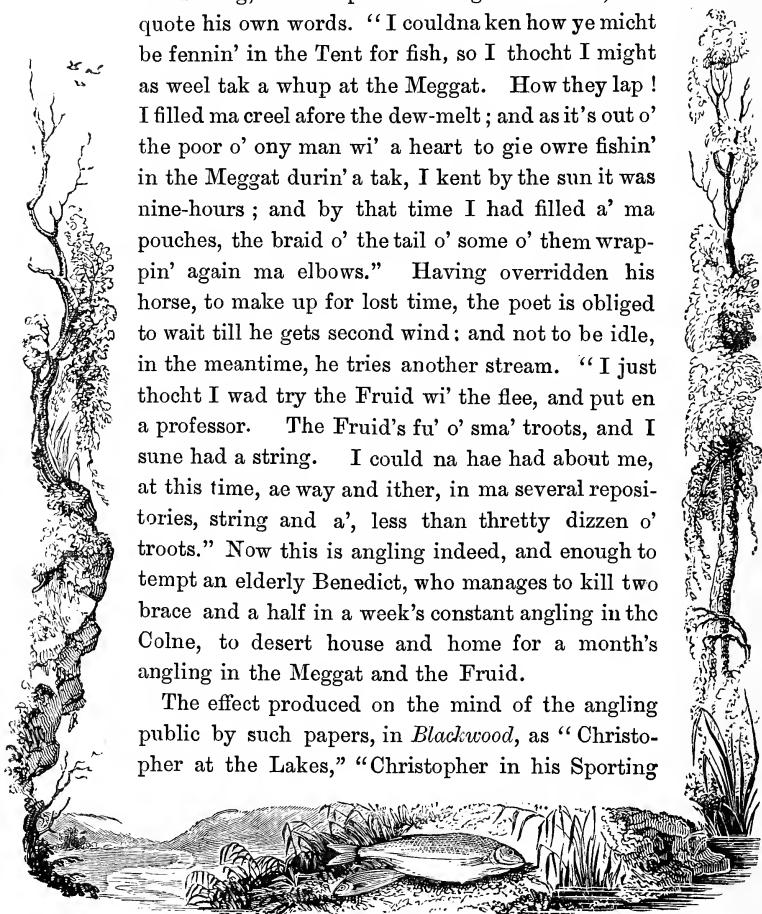 quote his own words. “I couldna ken how ye micht
be fennin’ in the Tent for fish, so I thocht I might
as weel tak a whup at the Meggat. How they lap !
I filled ma creel afore the dew-melt ; and as it’s out o’
the poor o’ ony man wi’ a heart to gie owre fishin’
in the Meggat durin’ a tak, I kent by the sun it was
nine-hours ; and by that time I had filled a’ ma
pouches, the braid o’ the tail o’ some o’ them wrap-
pin’ again ma elbows.” Having overridden his
horse, to make up for lost time, the poet is obliged
to wait till he gets second wind : and not to be idle,
in the meantime, he tries another stream. “I just
thocht I wad try the Fruid wi’ the flee, and put en
a professor. The Fruid’s fu’ o’ sma’ troots, and I
sune had a string. I could na hae had about me,
at this time, ae way and ither, in ma several reposi-
tories, string and a’, less than thretty dizzen o’
troots.” Now this is angling indeed, and enough to
tempt an elderly Benedict, who manages to kill two
brace and a half in a week’s constant angling in the
Colne, to desert house and home for a month’s
angling in the Meggat and the Fruid.
The effect produced on the mind of the angling
public by such papers, in Blackwood, as “Christo-
pher at the Lakes,” “Christopher in his Sporting